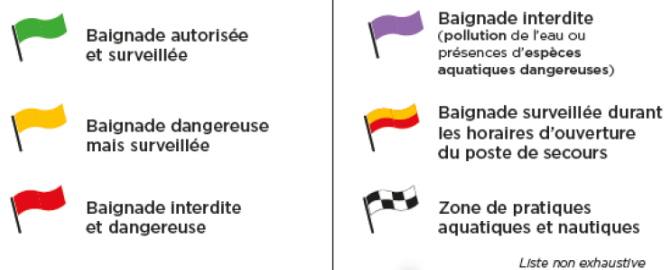 Baignade autorisée
et surveillée
Baignade dangereuse
mais surveillée
Baignade interdite
et dangereuse
Baignade interdite
(pollution de l'eau ou
présences d'espèces
aquatiques dangereuses)
Baignade surveillée durant
les horaires d'ouverture
du poste de secours
Zone de pratiques
aquatiques et nautiques
Liste non exhaustive